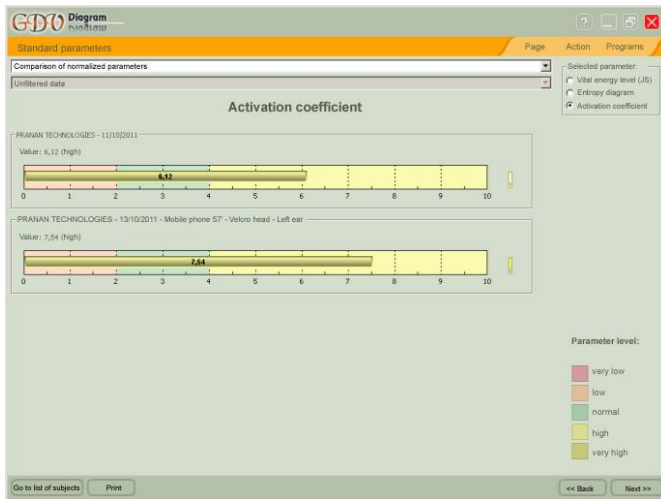 GDV Diagram
Standard parameters
Page Action Programs
Comparison of normalized parameters
Unfiltered data
Selected parameter:
Vital energy level (JS)
Entropy diagram
Activation coefficient
Activation coefficient
PRANAN TECHNOLOGIES - 11/10/2011
Value: 6,12 (high)
6,12
0 1 2 3 4 5 6 7 8 9 10
PRANAN TECHNOLOGIES - 13/10/2011 - Mobile phone 57' - Velcro head - Left ear
Value: 7,54 (high)
7,54
0 1 2 3 4 5 6 7 8 9 10
Parameter level:
very low
low
normal
high
very high
Go to list of subjects Print << Back Next >>